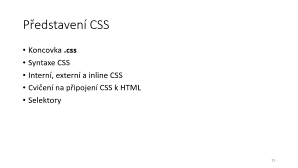 Představení CSS
• Koncovka .css
• Syntaxe CSS
• Interní, externí a inline CSS
• Cvičení na připojení CSS k HTML
• Selektory